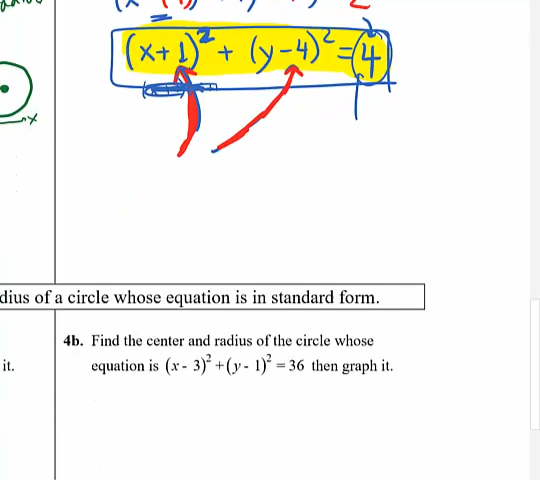 (x+1)² + (y-4)² = 4
x
dius of a circle whose equation is in standard form.
4b. Find the center and radius of the circle whose
it. equation is (x - 3)² + (y - 1)² = 36 then graph it.